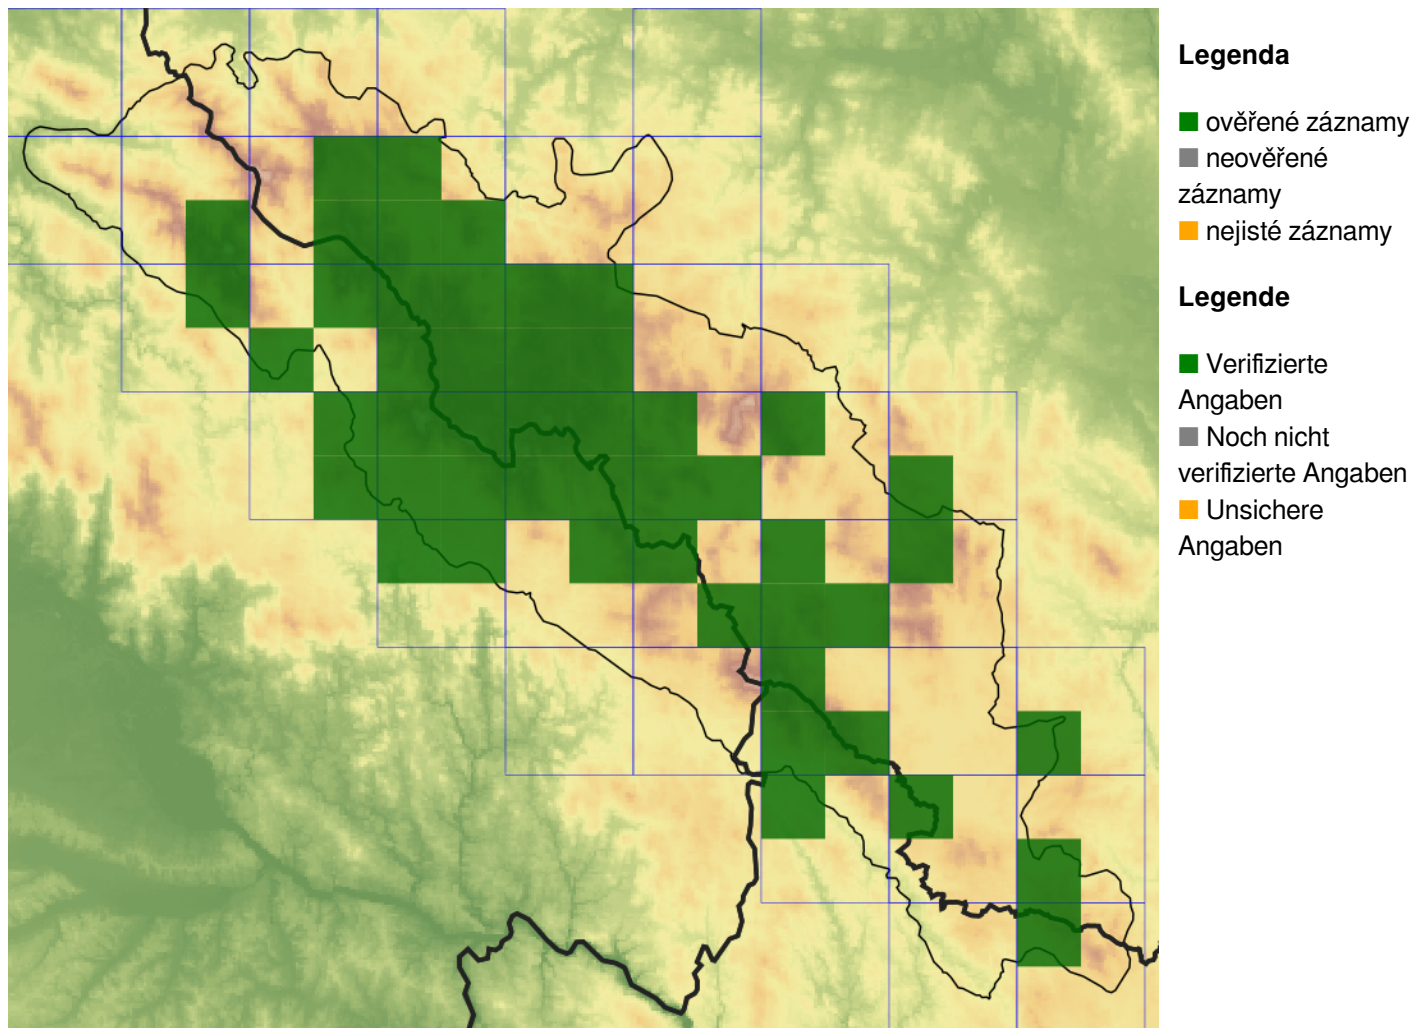 Legenda
ověřené záznamy
neověřené
záznamy
nejisté záznamy
Legende
Verifizierte
Angaben
Noch nicht
verifizierte Angaben
Unsichere
Angaben